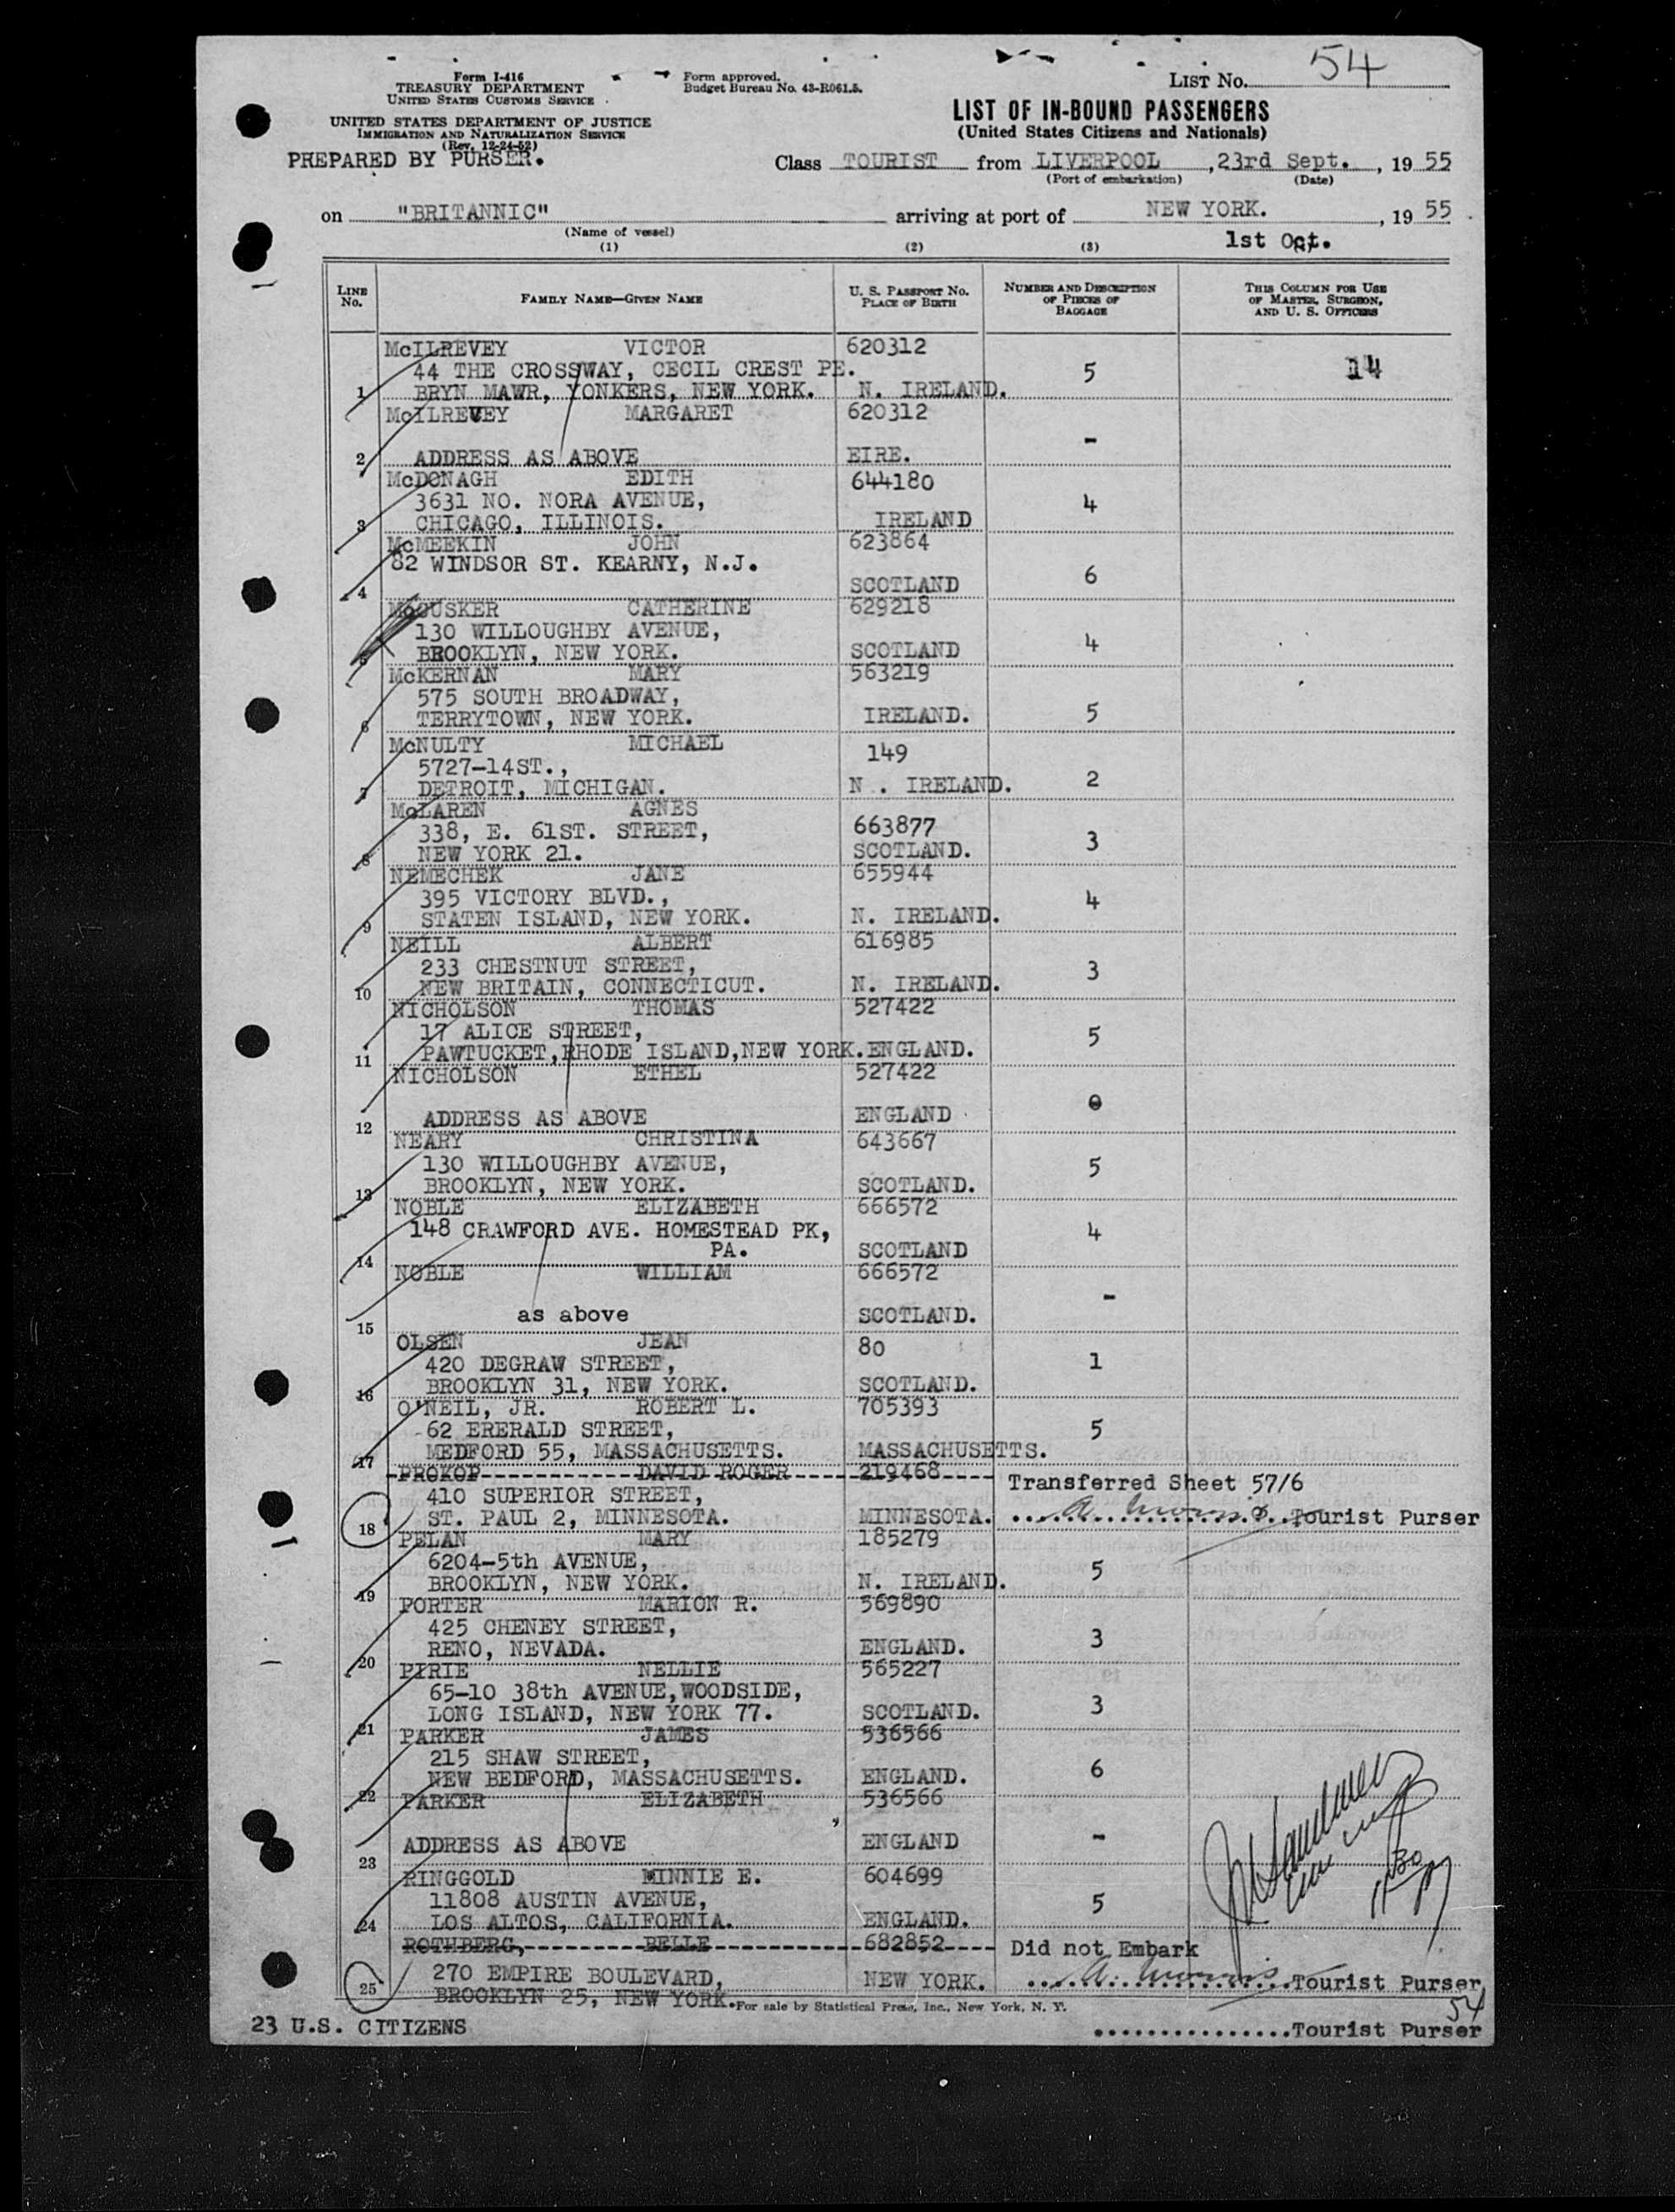 LIST NO. 54
Form I-416
TREASURY DEPARTMENT
UNITED STATES CUSTOMS SERVICE
UNITED STATES DEPARTMENT OF JUSTICE
IMMIGRATION AND NATURALIZATION SERVICE
(Rev. 12-24-52)
PREPARED BY PURSER.
Form approved.
Budget Bureau No. 43-R061.5.
LIST OF IN-BOUND PASSENGERS
(United States Citizens and Nationals)
Class TOURIST from LIVERPOOL, 23rd Sept., 1955
(Port of embarkation) (Date)
on "BRITANNIC" arriving at port of NEW YORK., 1955
(Name of vessel)
(1) (2) (3) 1st Oct.
LINE No. FAMILY NAME—GIVEN NAME U. S. PASSPORT NO. PLACE OF BIRTH NUMBER AND DESCRIPTION OF PIECES OF BAGGAGE THIS COLUMN FOR USE OF MASTER, SURGEON, AND U. S. OFFICERS
McILREVEY VICTOR 620312
44 THE CROSSWAY, CECIL CREST PE. 5 14
1 BRYN MAWR, YONKERS, NEW YORK. N. IRELAND.
McILREVEY MARGARET 620312
-
2 ADDRESS AS ABOVE EIRE.
McDONAGH EDITH 644180
3631 NO. NORA AVENUE, 4
3 CHICAGO, ILLINOIS. IRELAND
McMEEKIN JOHN 623864
82 WINDSOR ST. KEARNY, N.J. 6
4 SCOTLAND
McCUSKER CATHERINE 629218
130 WILLOUGHBY AVENUE, 4
5 BROOKLYN, NEW YORK. SCOTLAND
McKERNAN MARY 563219
575 SOUTH BROADWAY,
6 TERRYTOWN, NEW YORK. IRELAND. 5
McNULTY MICHAEL 149
5727-14ST.,
7 DETROIT, MICHIGAN. N . IRELAND. 2
McLAREN AGNES
338, E. 61ST. STREET, 663877
8 NEW YORK 21. SCOTLAND. 3
NEMECHEK JANE 655944
395 VICTORY BLVD., 4
9 STATEN ISLAND, NEW YORK. N. IRELAND.
NEILL ALBERT 616985
233 CHESTNUT STREET, 3
10 NEW BRITAIN, CONNECTICUT. N. IRELAND.
NICHOLSON THOMAS 527422
17 ALICE STREET, 5
11 PAWTUCKET,RHODE ISLAND,NEW YORK. ENGLAND.
NICHOLSON ETHEL 527422
12 ADDRESS AS ABOVE ENGLAND
NEARY CHRISTINA 643667
130 WILLOUGHBY AVENUE, 5
13 BROOKLYN, NEW YORK. SCOTLAND.
NOBLE ELIZABETH 666572
148 CRAWFORD AVE. HOMESTEAD PK, 4
14 PA. SCOTLAND
NOBLE WILLIAM 666572
-
15 as above SCOTLAND.
OLSEN JEAN 80
420 DEGRAW STREET, 1
16 BROOKLYN 31, NEW YORK. SCOTLAND.
O'NEIL, JR. ROBERT L. 705393
62 ERERALD STREET, 5
17 MEDFORD 55, MASSACHUSETTS. MASSACHUSETTS.
PROKOP DAVID ROGER 219468 Transferred Sheet 57/6
410 SUPERIOR STREET,
18 ST. PAUL 2, MINNESOTA. MINNESOTA. A. Morris Tourist Purser
PELAN MARY 185279
6204-5th AVENUE, 5
19 BROOKLYN, NEW YORK. N. IRELAND.
PORTER MARION R. 569890
425 CHENEY STREET, 3
20 RENO, NEVADA. ENGLAND.
PIRIE NELLIE 565227
65-10 38th AVENUE,WOODSIDE, 3
21 LONG ISLAND, NEW YORK 77. SCOTLAND.
PARKER JAMES 536566
215 SHAW STREET, 6
22 NEW BEDFORD, MASSACHUSETTS. ENGLAND.
PARKER ELIZABETH 536566
-
23 ADDRESS AS ABOVE ENGLAND
RINGGOLD MINNIE E. 604699
11808 AUSTIN AVENUE, 5
24 LOS ALTOS, CALIFORNIA. ENGLAND.
ROTHBERG, BELLE 682852 Did not Embark
270 EMPIRE BOULEVARD,
25 NEW YORK. A. Morris Tourist Purser
BROOKLYN 25, NEW YORK. For sale by Statistical Press, Inc., New York, N. Y. 54
23 U.S. CITIZENS ................Tourist Purser